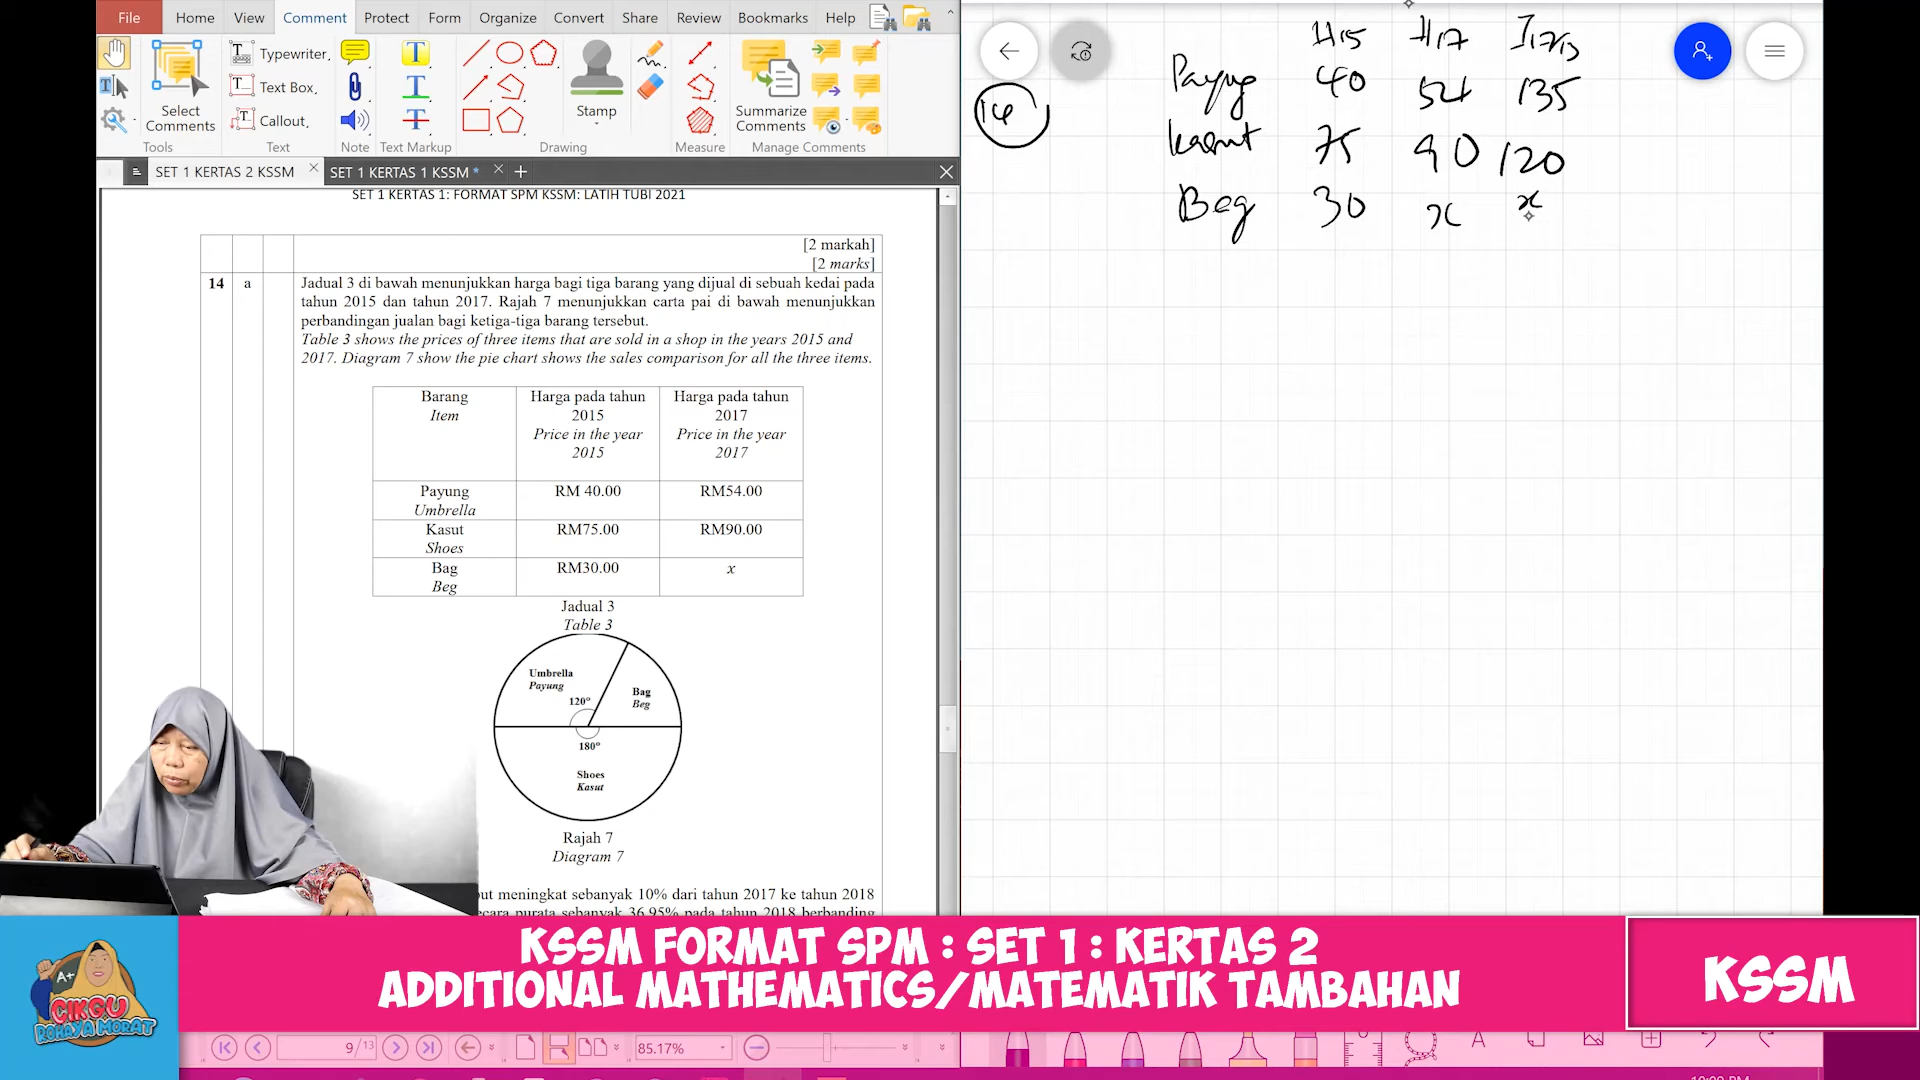 File Home View Comment Protect Form Organize Convert Share Review Bookmarks Help
Typewriter Text Box Callout
Select Comments
Note
Stamp
Summarize Comments
Tools Text Text Markup Drawing Measure Manage Comments
SET 1 KERTAS 2 KSSM SET 1 KERTAS 1 KSSM *
SET 1 KERTAS 1: FORMAT SPM KSSM: LATIH TUBI 2021
[2 markah]
[2 marks]
14 a Jadual 3 di bawah menunjukkan harga bagi tiga barang yang dijual di sebuah kedai pada
tahun 2015 dan tahun 2017. Rajah 7 menunjukkan carta pai di bawah menunjukkan
perbandingan jualan bagi ketiga-tiga barang tersebut.
Table 3 shows the prices of three items that are sold in a shop in the years 2015 and
2017. Diagram 7 show the pie chart shows the sales comparison for all the three items.
Barang Harga pada tahun Harga pada tahun
Item 2015 2017
Price in the year Price in the year
2015 2017
Payung RM 40.00 RM54.00
Umbrella
Kasut RM75.00 RM90.00
Shoes
Bag RM30.00 x
Beg
Jadual 3
Table 3
Umbrella
Payung
120°
Bag
Beg
180°
Shoes
Kasut
Rajah 7
Diagram 7
ut meningkat sebanyak 10% dari tahun 2017 ke tahun 2018
ecara purata sebanyak 36.95% pada tahun 2018 berbanding
14
H15 H17 I17/15
Payung 40 54 135
Kasut 75 90 120
Beg 30 x x
A+
CIKGU
ROHAYA MORAT
KSSM FORMAT SPM : SET 1 : KERTAS 2
ADDITIONAL MATHEMATICS/MATEMATIK TAMBAHAN
KSSM
9 / 13
85.17%